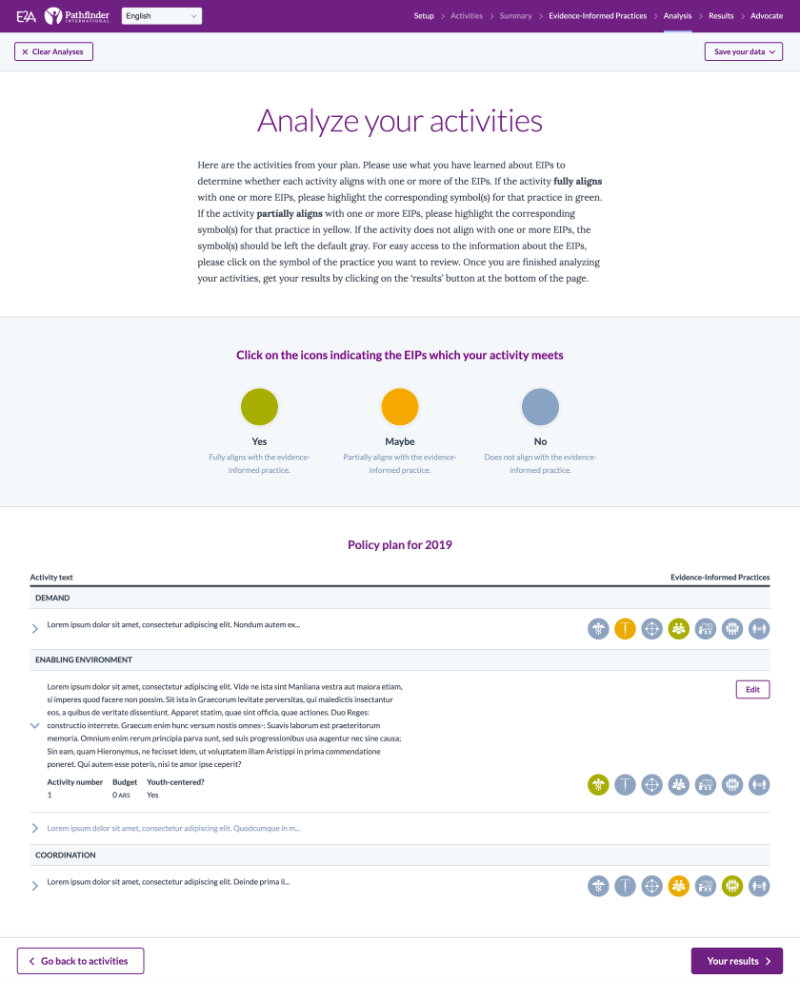 E2A Pathfinder INTERNATIONAL English Setup > Activities > Summary > Evidence-Informed Practices > Analysis > Results > Advocate
× Clear Analyses Save your data
Analyze your activities
Here are the activities from your plan. Please use what you have learned about EIPs to
determine whether each activity aligns with one or more of the EIPs. If the activity fully aligns
with one or more EIPs, please highlight the corresponding symbol(s) for that practice in green.
If the activity partially aligns with one or more EIPs, please highlight the corresponding
symbol(s) for that practice in yellow. If the activity does not align with one or more EIPs, the
symbol(s) should be left the default gray. For easy access to the information about the EIPs,
please click on the symbol of the practice you want to review. Once you are finished analyzing
your activities, get your results by clicking on the ‘results’ button at the bottom of the page.
Click on the icons indicating the EIPs which your activity meets
Yes
Fully aligns with the evidence-
informed practice.
Maybe
Partially aligns with the evidence-
informed practice.
No
Does not align with the evidence-
informed practice.
Policy plan for 2019
Activity text Evidence-Informed Practices
DEMAND
Lorem ipsum dolor sit amet, consectetur adipiscing elit. Nondum autem ex...
ENABLING ENVIRONMENT
Lorem ipsum dolor sit amet, consectetur adipiscing elit. Vide ne ista sint Manliana vestra aut maiora etiam,
si imperes quod facere non possim. Sit ista in Graecorum levitate perversitas, qui maledictis insectantur
eos, a quibus de veritate dissentiunt. Apparet statim, quae sint officia, quae actiones. Duo Reges:
constructio interrete. Graecum enim hunc versum nostis omnes-: Suavis laborum est praeteritorum
memoria. Omnium enim rerum principia parva sunt, sed suis progressionibus usa augentur nec sine causa;
Sin eam, quam Hieronymus, ne fecisset idem, ut voluptatem illam Aristippi in prima commendatione
poneret. Qui autem esse poteris, nisi te amor ipse ceperit?
Edit
Activity number Budget Youth-centered?
1 0 ARS Yes
Lorem ipsum dolor sit amet, consectetur adipiscing elit. Quodcumque in m...
COORDINATION
Lorem ipsum dolor sit amet, consectetur adipiscing elit. Deinde prima il...
Go back to activities Your results